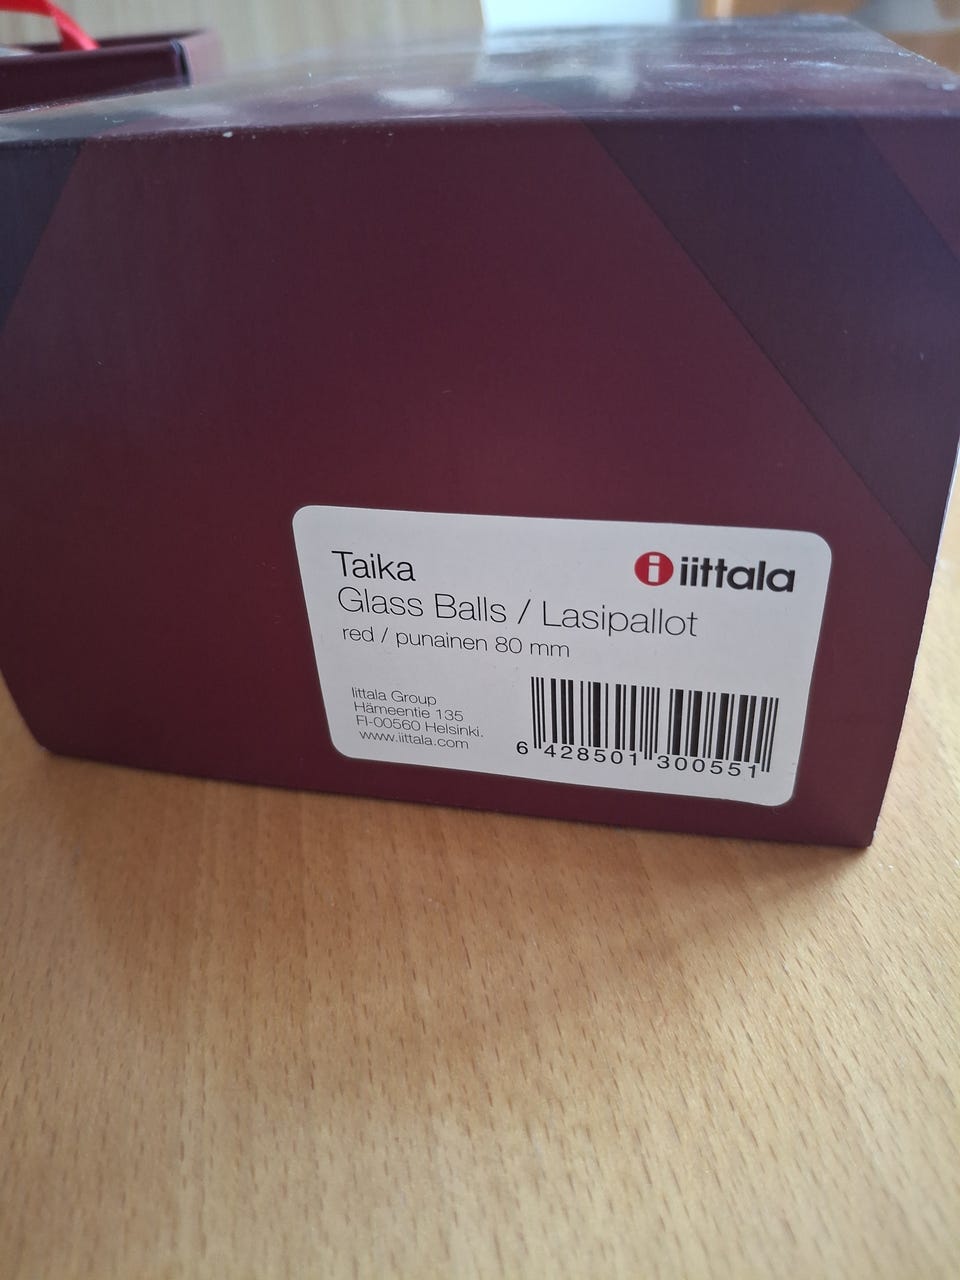 Taika
iittala
Glass Balls / Lasipallot
red / punainen 80 mm
Iittala Group
Hämeentie 135
FI-00560 Helsinki.
www.iittala.com
6 428501 300551